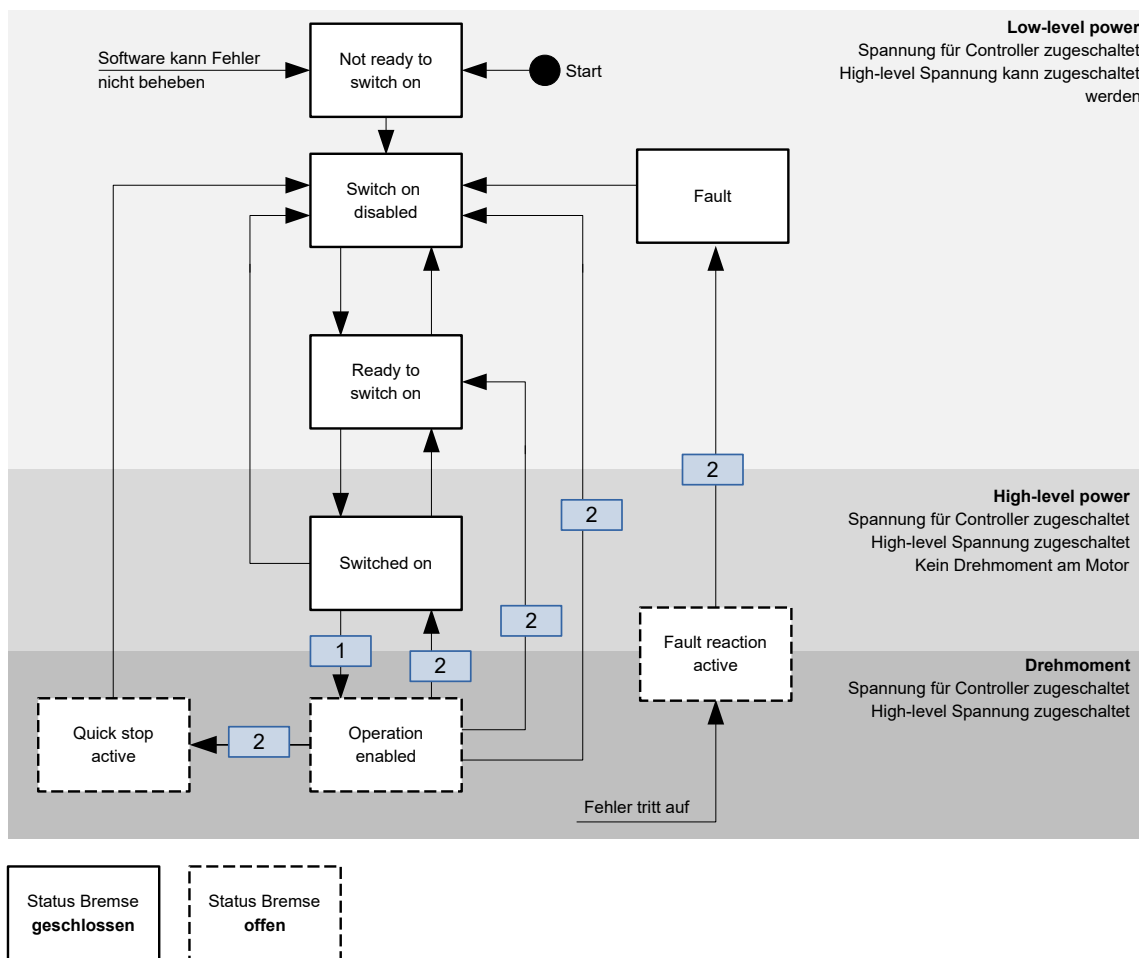 Low-level power
Spannung für Controller zugeschaltet
High-level Spannung kann zugeschaltet
werden
Software kann Fehler
nicht beheben
Not ready to
switch on
Start
Switch on
disabled
Fault
Ready to
switch on
2
High-level power
Spannung für Controller zugeschaltet
High-level Spannung zugeschaltet
Kein Drehmoment am Motor
2
Switched on
2
Fault reaction
active
1
2
Drehmoment
Spannung für Controller zugeschaltet
High-level Spannung zugeschaltet
Quick stop
active
2
Operation
enabled
Fehler tritt auf
Status Bremse
geschlossen
Status Bremse
offen